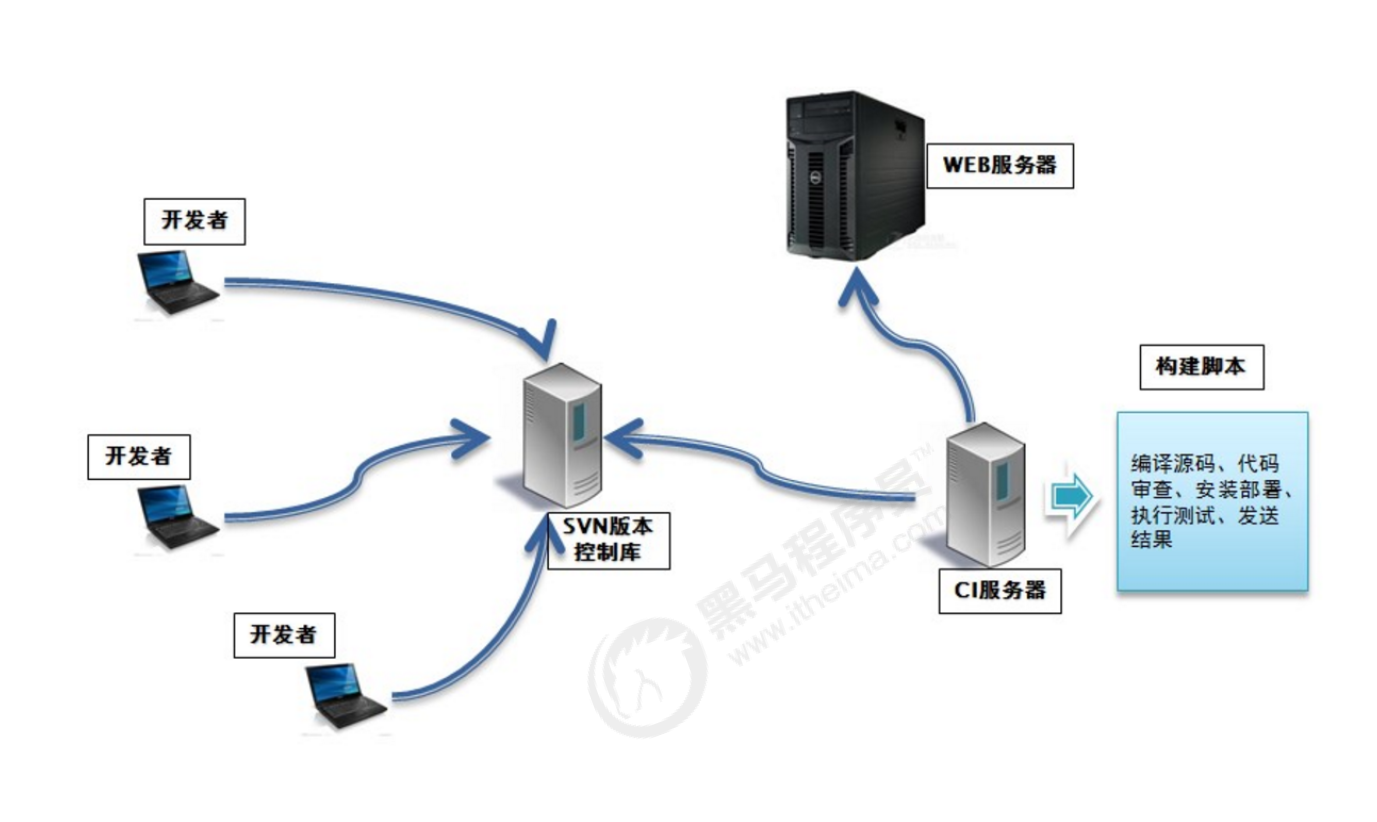 WEB服务器
开发者
构建脚本
开发者
编译源码、代码
审查、安装部署、
执行测试、发送
结果
SVN版本
控制库
CI服务器
开发者
黑马程序员™
www.itheima.com